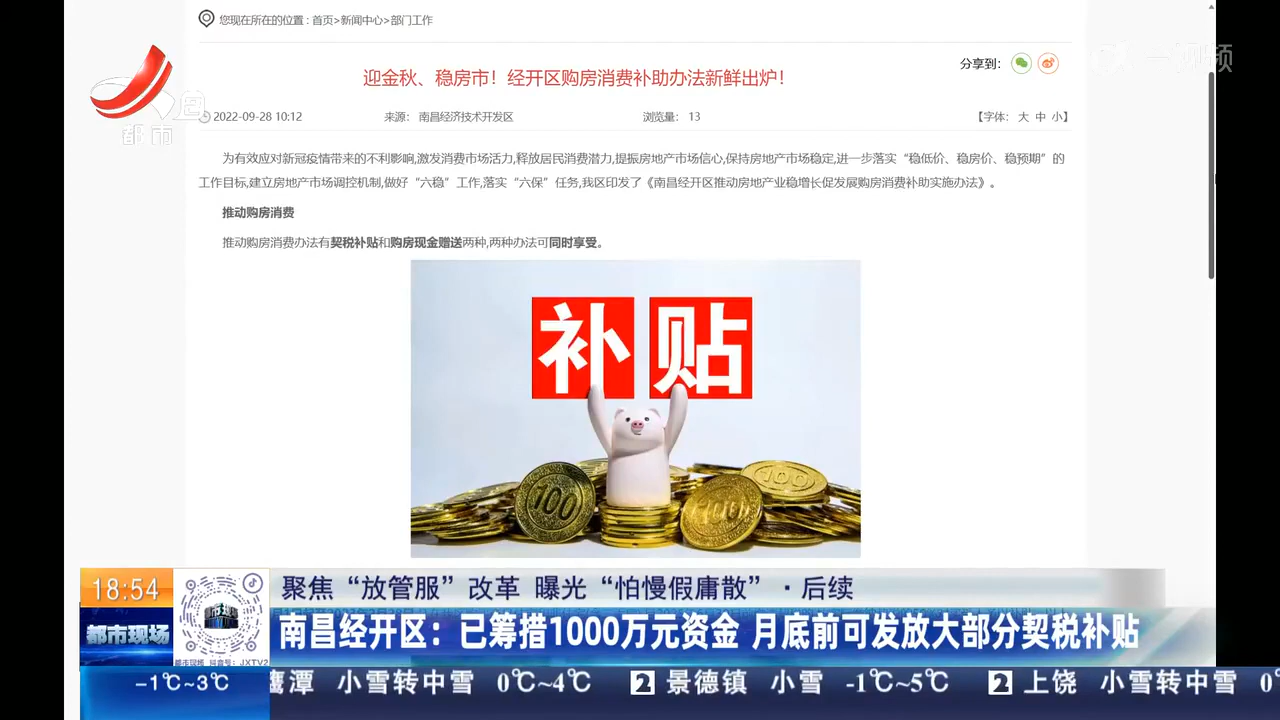 您现在所在的位置：首页>新闻中心>部门工作
分享到：
迎金秋、稳房市！经开区购房消费补助办法新鲜出炉！
2022-09-28 10:12 来源： 南昌经济技术开发区 浏览量： 13 【字体： 大 中 小】
为有效应对新冠疫情带来的不利影响,激发消费市场活力,释放居民消费潜力,提振房地产市场信心,保持房地产市场稳定,进一步落实“稳低价、稳房价、稳预期”的
工作目标,建立房地产市场调控机制,做好“六稳”工作,落实“六保”任务,我区印发了《南昌经开区推动房地产业稳增长促发展购房消费补助实施办法》。
推动购房消费
推动购房消费办法有契税补贴和购房现金赠送两种,两种办法可同时享受。
补贴
100
100
100
都市
18:54
聚焦“放管服”改革 曝光“怕慢假庸散”·后续
都市现场
南昌经开区：已筹措1000万元资金 月底前可发放大部分契税补贴
都市现场 抖音号：JXTV2
-1℃~3℃
鹰潭 小雪转中雪 0℃~4℃ 2 景德镇 小雪 -1℃~5℃ 2 上饶 小雪转中雪